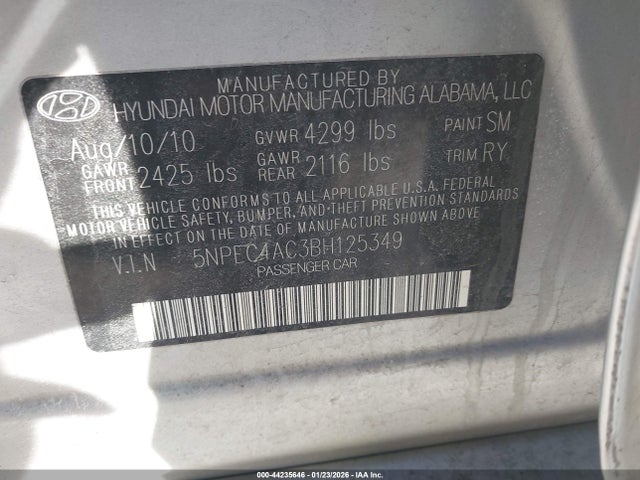 MANUFACTURED BY
HYUNDAI MOTOR MANUFACTURING ALABAMA, LLC
Aug/10/10 GVWR 4299 lbs PAINT SM
GAWR FRONT 2425 lbs GAWR REAR 2116 lbs TRIM RY
THIS VEHICLE CONFORMS TO ALL APPLICABLE U.S.A. FEDERAL
MOTOR VEHICLE SAFETY, BUMPER, AND THEFT PREVENTION STANDARDS
IN EFFECT ON THE DATE OF MANUFACTURE SHOWN ABOVE
V.I.N 5NPEC4AC3BH125349
PASSENGER CAR
000-44235646 01/23/2026 - IAA Inc.